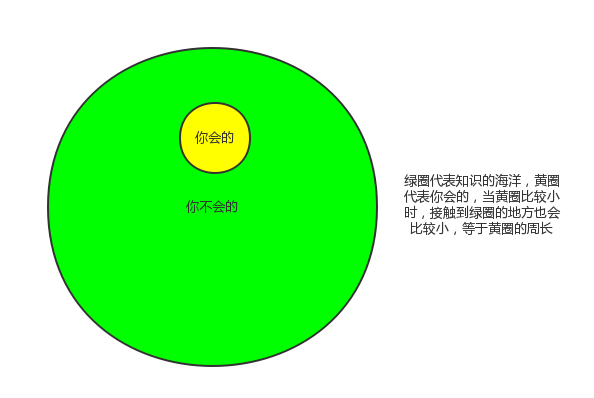 你会的
你不会的
绿圈代表知识的海洋，黄圈
代表你会的，当黄圈比较小
时，接触到绿圈的地方也会
比较小，等于黄圈的周长